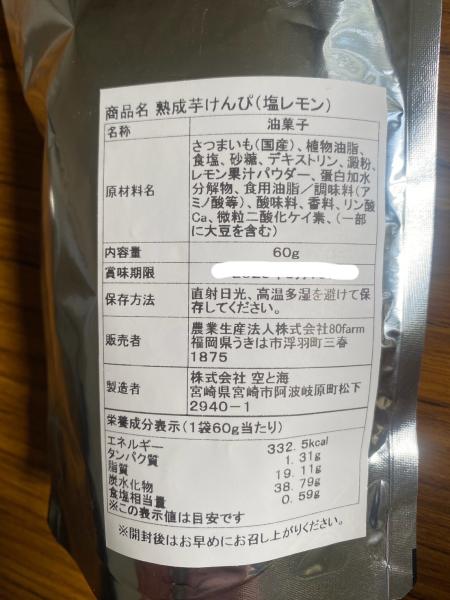 商品名 熟成芋けんぴ(塩レモン)
名称 油菓子
原材料名 さつまいも(国産)、植物油脂、
食塩、砂糖、デキストリン、澱粉、
レモン果汁パウダー、蛋白加水
分解物、食用油脂／調味料(ア
ミノ酸等)、酸味料、香料、リン酸
Ca、微粒二酸化ケイ素、(一部
に大豆を含む)
内容量 60g
賞味期限
保存方法 直射日光、高温多湿を避けて保
存してください。
販売者 農業生産法人株式会社80farm
福岡県うきは市浮羽町三春
1875
製造者 株式会社 空と海
宮崎県宮崎市阿波岐原町松下
2940－1
栄養成分表示(1袋60g当たり)
エネルギー 332.5kcal
タンパク質 1.31g
脂質 19.11g
炭水化物 38.79g
食塩相当量 0.59g
※この表示値は目安です
※開封後はお早めにお召し上がりください。